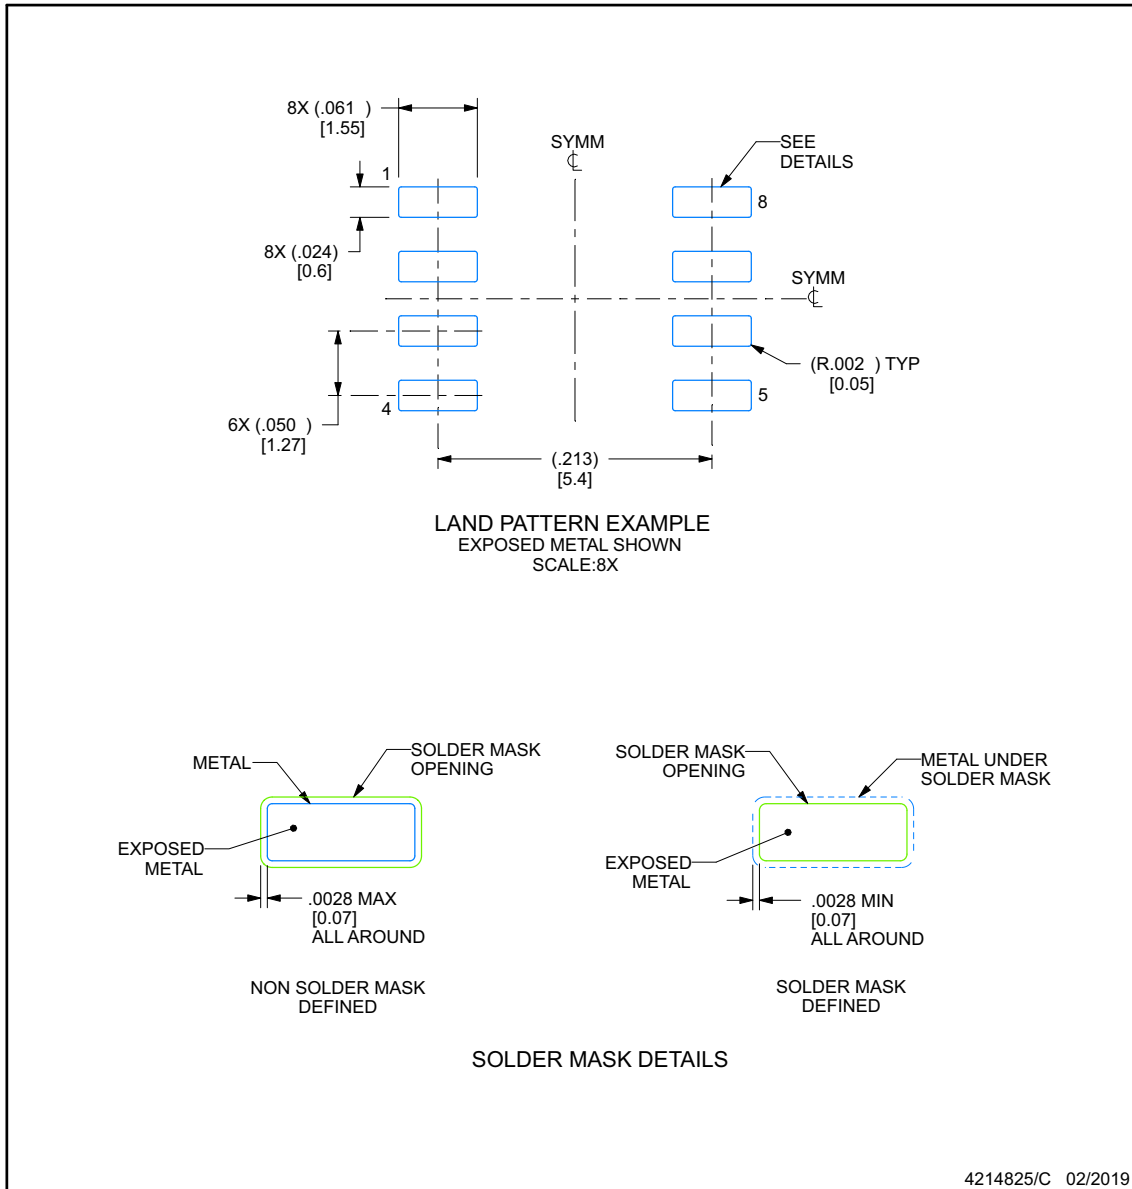 8X (.061 )
[1.55]
SYMM
SEE
DETAILS
1
8
8X (.024)
[0.6]
SYMM
(R.002 ) TYP
[0.05]
4
5
6X (.050 )
[1.27]
(.213)
[5.4]
LAND PATTERN EXAMPLE
EXPOSED METAL SHOWN
SCALE:8X
METAL
SOLDER MASK
OPENING
EXPOSED
METAL
.0028 MAX
[0.07]
ALL AROUND
NON SOLDER MASK
DEFINED
SOLDER MASK
OPENING
METAL UNDER
SOLDER MASK
EXPOSED
METAL
.0028 MIN
[0.07]
ALL AROUND
SOLDER MASK
DEFINED
SOLDER MASK DETAILS
4214825/C 02/2019